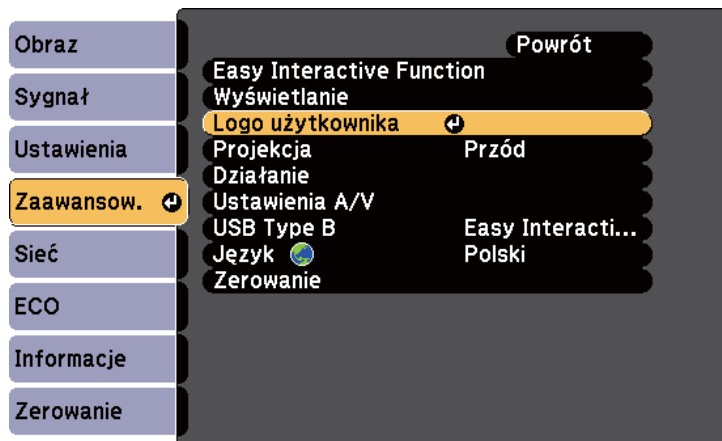 Obraz
Sygnał
Ustawienia
Zaawansow.
Sieć
ECO
Informacje
Zerowanie
Powrót
Easy Interactive Function
Wyświetlanie
Logo użytkownika
Projekcja Przód
Działanie
Ustawienia A/V
USB Type B Easy Interacti...
Język Polski
Zerowanie